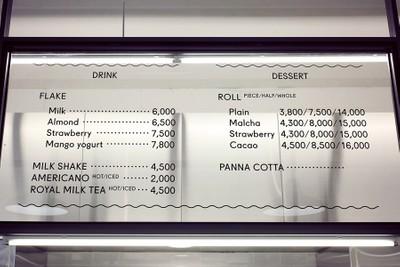 DRINK
FLAKE
Milk 6,000
Almond 6,500
Strawberry 7,500
Mango yogurt 7,800
MILK SHAKE 4,500
AMERICANO HOT/ICED 2,000
ROYAL MILK TEA HOT/ICED 4,500
DESSERT
ROLL PIECE/HALF/WHOLE
Plain 3,800/7,500/14,000
Malcha 4,300/8,000/15,000
Strawberry 4,300/8,000/15,000
Cacao 4,500/8,500/16,000
PANNA COTTA